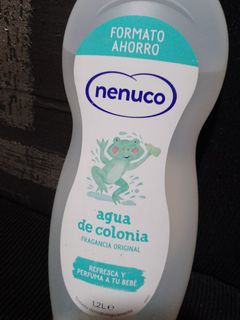 FORMATO
AHORRO
nenuco
agua
de colonia
FRAGANCIA ORIGINAL
REFRESCA Y
PERFUMA A TU BEBÉ
1,2L e